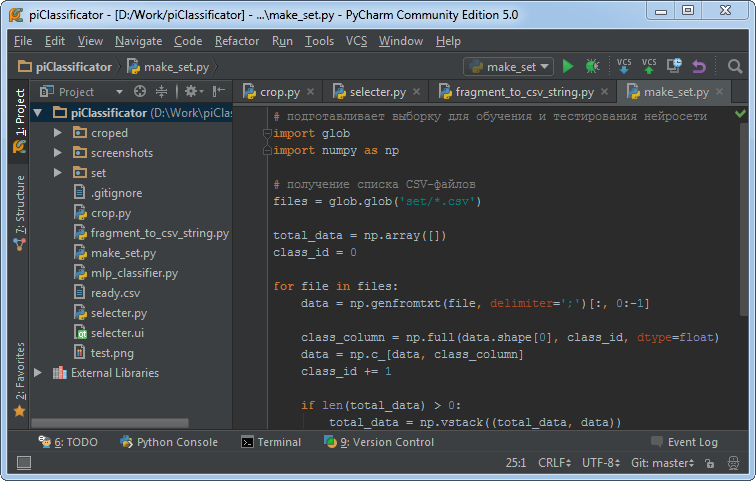 piClassificator - [D:/Work/piClassificator] - ...\make_set.py - PyCharm Community Edition 5.0
File Edit View Navigate Code Refactor Run Tools VCS Window Help
piClassificator make_set.py make_set VCS VCS
1: Project
7: Structure
2: Favorites
Project
piClassificator (D:\Work\piClas
croped
screenshots
set
.gitignore
crop.py
fragment_to_csv_string.py
make_set.py
mlp_classifier.py
ready.csv
selecter.py
selecter.ui
test.png
External Libraries
crop.py selecter.py fragment_to_csv_string.py make_set.py
# подготавливает выборку для обучения и тестирования нейросети
import glob
import numpy as np
# получение списка CSV-файлов
files = glob.glob('set/*.csv')
total_data = np.array([])
class_id = 0
for file in files:
data = np.genfromtxt(file, delimiter=';')[:, 0:-1]
class_column = np.full(data.shape[0], class_id, dtype=float)
data = np.c_[data, class_column]
class_id += 1
if len(total_data) > 0:
total_data = np.vstack((total_data, data))
6: TODO Python Console Terminal 9: Version Control Event Log
25:1 CRLF UTF-8 Git: master